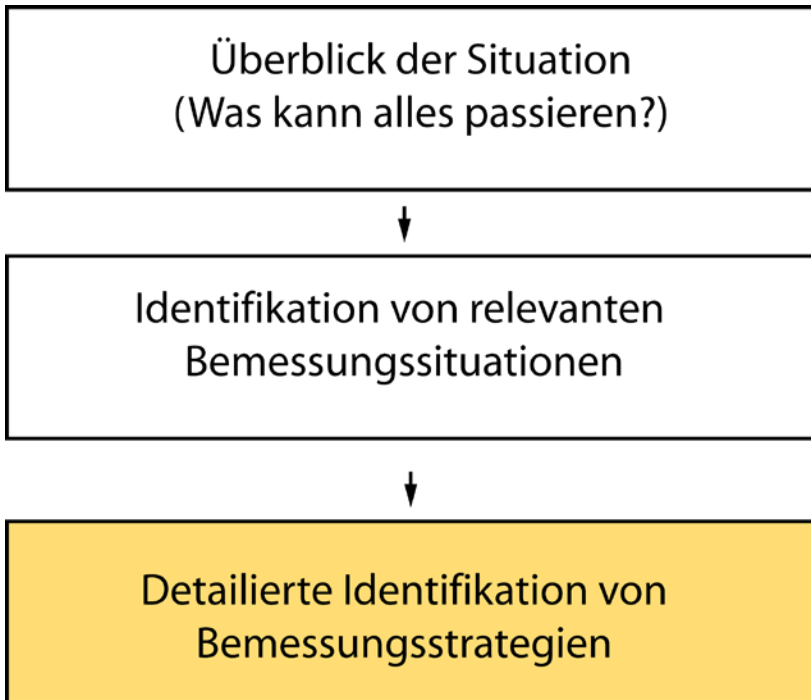 Überblick der Situation
(Was kann alles passieren?)
Identifikation von relevanten
Bemessungssituationen
Detailierte Identifikation von
Bemessungsstrategien